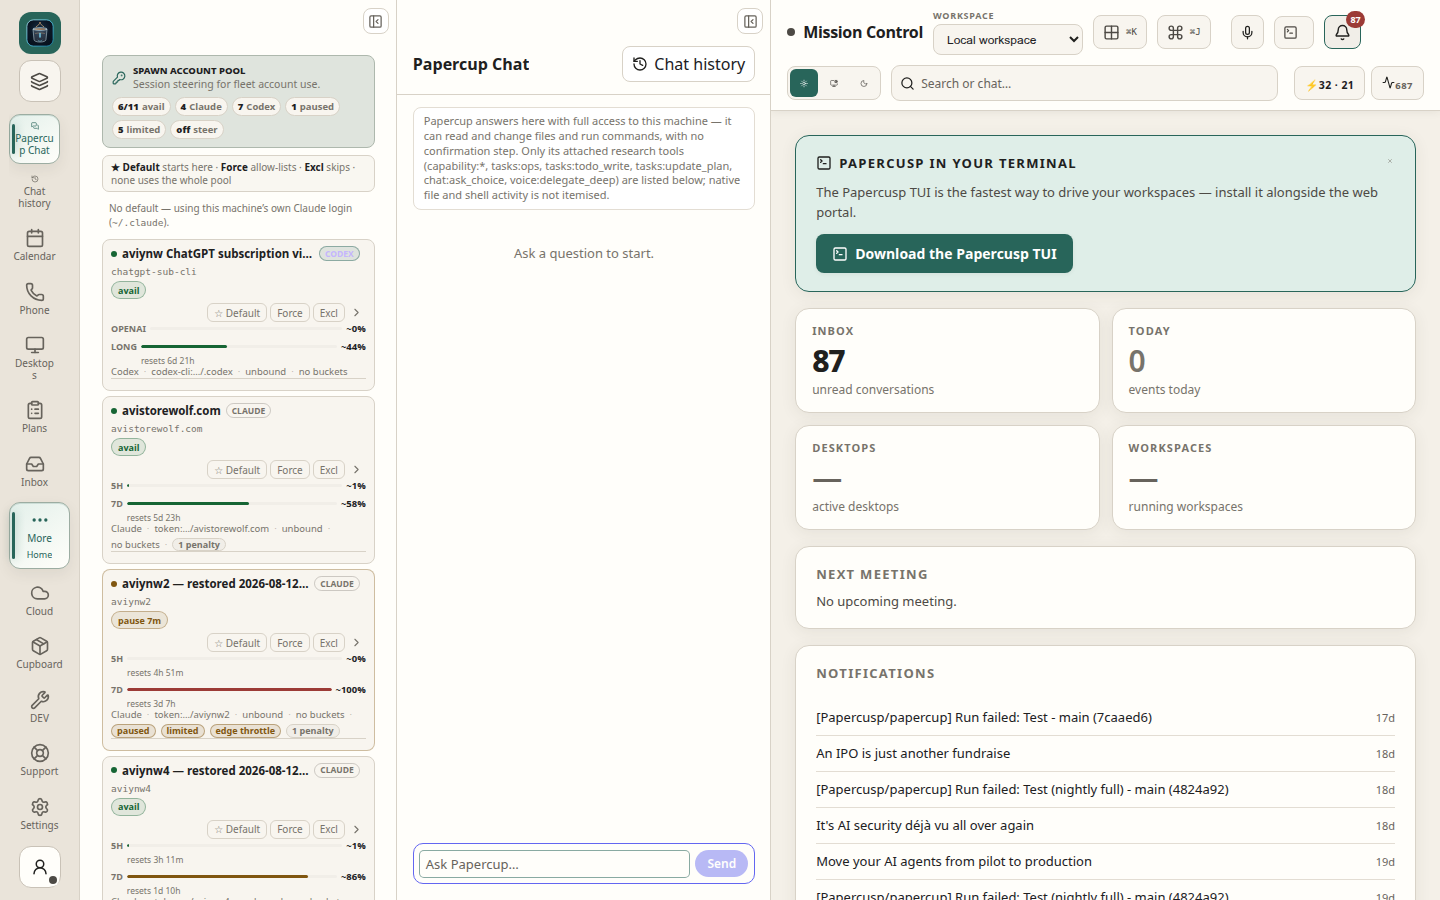 Papercu
p Chat
Chat
history
Calendar
Phone
Desktop
s
Plans
Inbox
More
Home
Cloud
Cupboard
DEV
Support
Settings
SPAWN ACCOUNT POOL
Session steering for fleet account use.
6/11 avail 4 Claude 7 Codex 1 paused
5 limited off steer
★ Default starts here · Force allow-lists · Excl skips ·
none uses the whole pool
No default — using this machine's own Claude login
(~/.claude).
aviynw ChatGPT subscription vi... CODEX
chatgpt-sub-cli
avail
☆ Default Force Excl
OPENAI ~0%
LONG ~44%
resets 6d 21h
Codex · codex-cli:.../.codex · unbound · no buckets
avistorewolf.com CLAUDE
avistorewolf.com
avail
☆ Default Force Excl
5H ~1%
7D ~58%
resets 5d 23h
Claude · token:.../avistorewolf.com · unbound ·
no buckets · 1 penalty
aviynw2 — restored 2026-08-12... CLAUDE
aviynw2
pause 7m
☆ Default Force Excl
5H ~0%
resets 4h 51m
7D ~100%
resets 3d 7h
Claude · token:.../aviynw2 · unbound · no buckets ·
paused limited edge throttle 1 penalty
aviynw4 — restored 2026-08-12... CLAUDE
aviynw4
avail
☆ Default Force Excl
5H ~1%
resets 3h 11m
7D ~86%
resets 1d 10h
Papercup Chat
Chat history
Papercup answers here with full access to this machine — it
can read and change files and run commands, with no
confirmation step. Only its attached research tools
(capability:*, tasks:ops, tasks:todo_write, tasks:update_plan,
chat:ask_choice, voice:delegate_deep) are listed below; native
file and shell activity is not itemised.
Ask a question to start.
Ask Papercup...
Send
Mission Control
WORKSPACE
Local workspace
⌘K
⌘J
87
Search or chat...
⚡32 · 21
687
PAPERCUSP IN YOUR TERMINAL
×
The Papercusp TUI is the fastest way to drive your workspaces — install it alongside the web
portal.
Download the Papercusp TUI
INBOX
87
unread conversations
TODAY
0
events today
DESKTOPS
—
active desktops
WORKSPACES
—
running workspaces
NEXT MEETING
No upcoming meeting.
NOTIFICATIONS
[Papercusp/papercup] Run failed: Test - main (7caaed6) 17d
An IPO is just another fundraise 18d
[Papercusp/papercup] Run failed: Test (nightly full) - main (4824a92) 18d
It's AI security déjà vu all over again 18d
Move your AI agents from pilot to production 19d
[Papercusp/papercup] Run failed: Test (nightly full) - main (4824a92) 19d